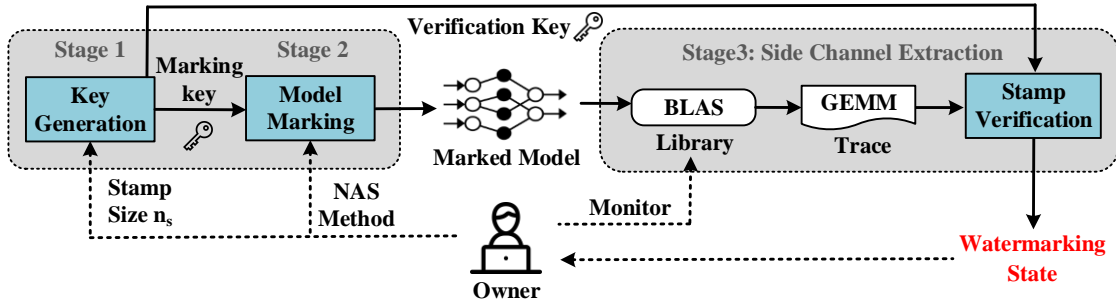 Verification Key
Stage 1
Stage 2
Stage3: Side Channel Extraction
Key
Generation
Marking
key
Model
Marking
Marked Model
BLAS
Library
GEMM
Trace
Stamp
Verification
Stamp
Size nₛ
NAS
Method
Monitor
Owner
Watermarking
State